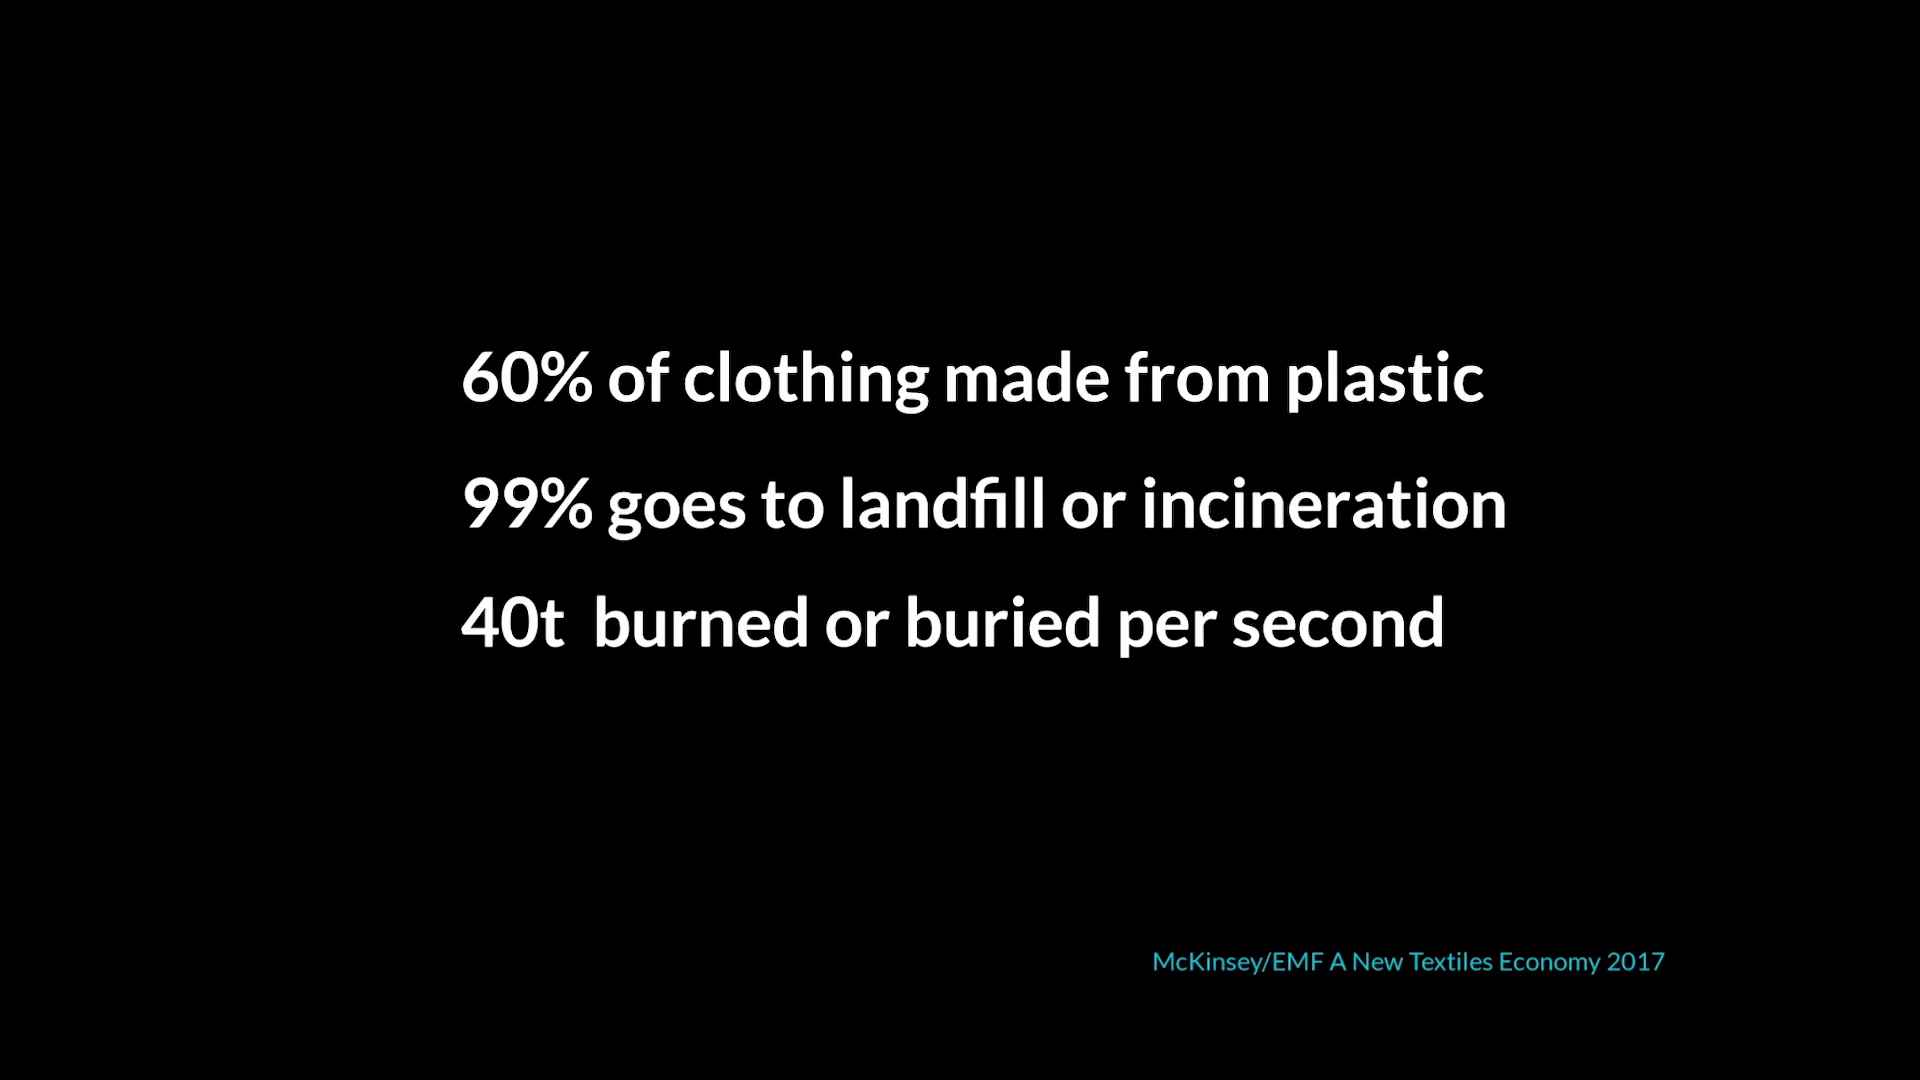 60% of clothing made from plastic
99% goes to landfill or incineration
40t burned or buried per second
McKinsey/EMF A New Textiles Economy 2017